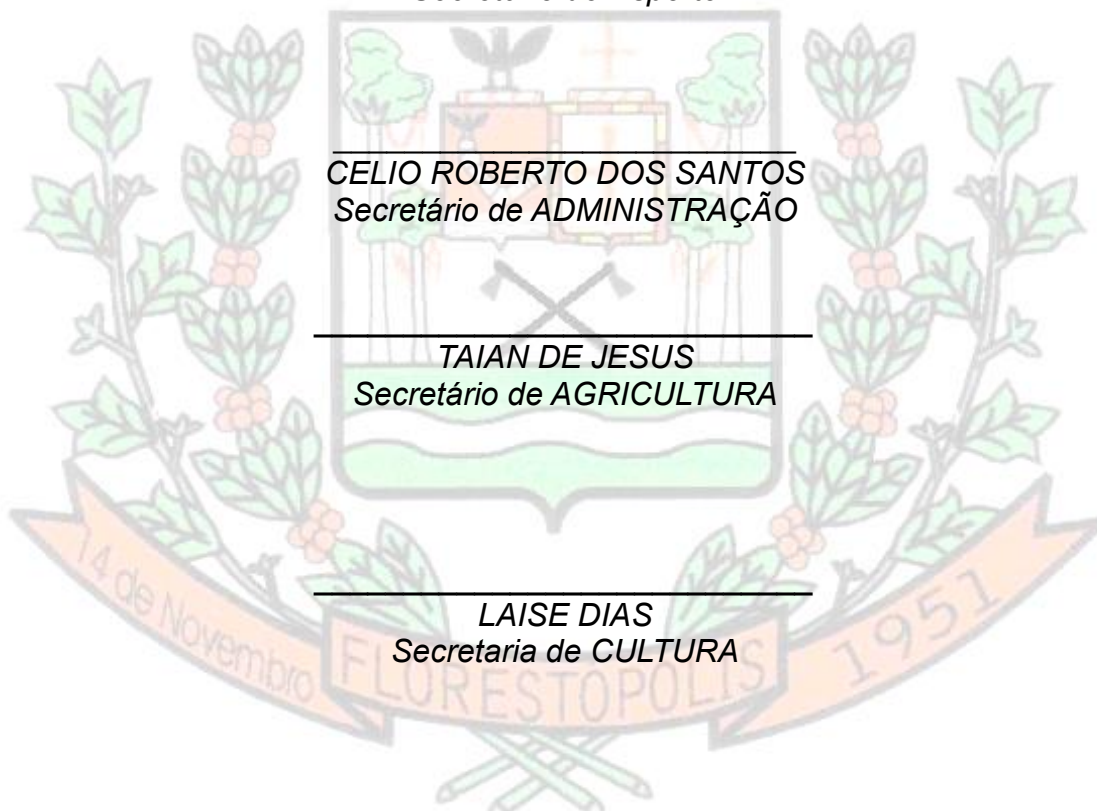 CELIO ROBERTO DOS SANTOS
Secretário de ADMINISTRAÇÃO
TAIAN DE JESUS
Secretário de AGRICULTURA
LAISE DIAS
Secretaria de CULTURA
14 de Novembro
FLORESTOPOLIS
1951